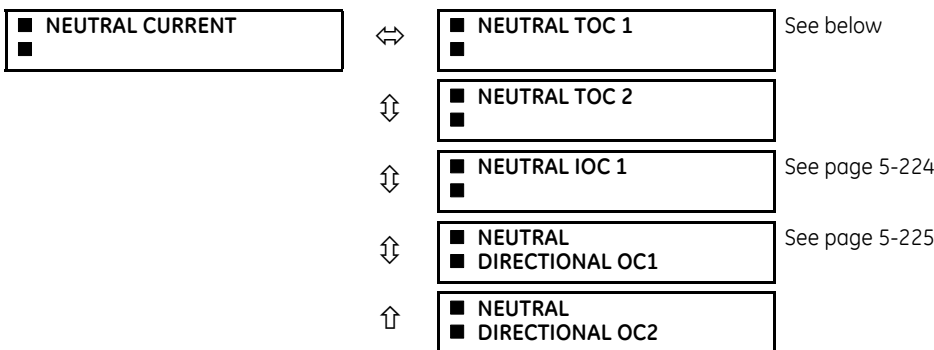 ■ NEUTRAL CURRENT
■
■ NEUTRAL TOC 1
■
See below
■ NEUTRAL TOC 2
■
■ NEUTRAL IOC 1
■
See page 5-224
■ NEUTRAL
■ DIRECTIONAL OC1
See page 5-225
■ NEUTRAL
■ DIRECTIONAL OC2